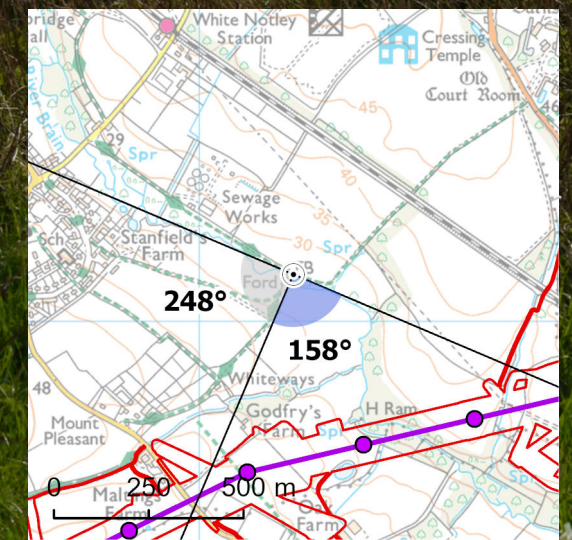 White Notley
Station
Cressing
Temple
Old
Court Room
45
29
Spr
40
Sewage
Works
35
Sch
Stanfield's
Farm
30
Spr
FB
Ford
248°
158°
Whiteways
48
Godfry's
Farm
Spr
H Ram
Mount
Pleasant
0 250 500 m
Farm